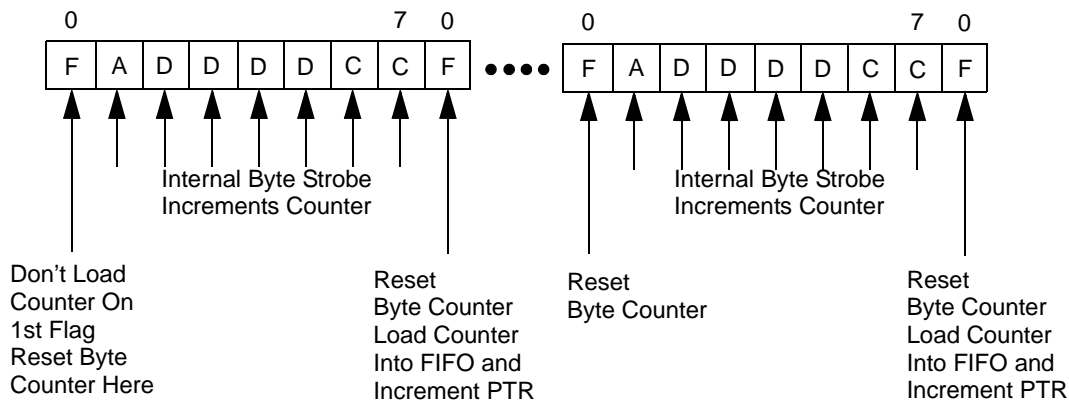 0 7 0 0 7 0
F A D D D D C C F •••• F A D D D D C C F
Internal Byte Strobe
Increments Counter
Internal Byte Strobe
Increments Counter
Don't Load
Counter On
1st Flag
Reset Byte
Counter Here
Reset
Byte Counter
Load Counter
Into FIFO and
Increment PTR
Reset
Byte Counter
Reset
Byte Counter
Load Counter
Into FIFO and
Increment PTR